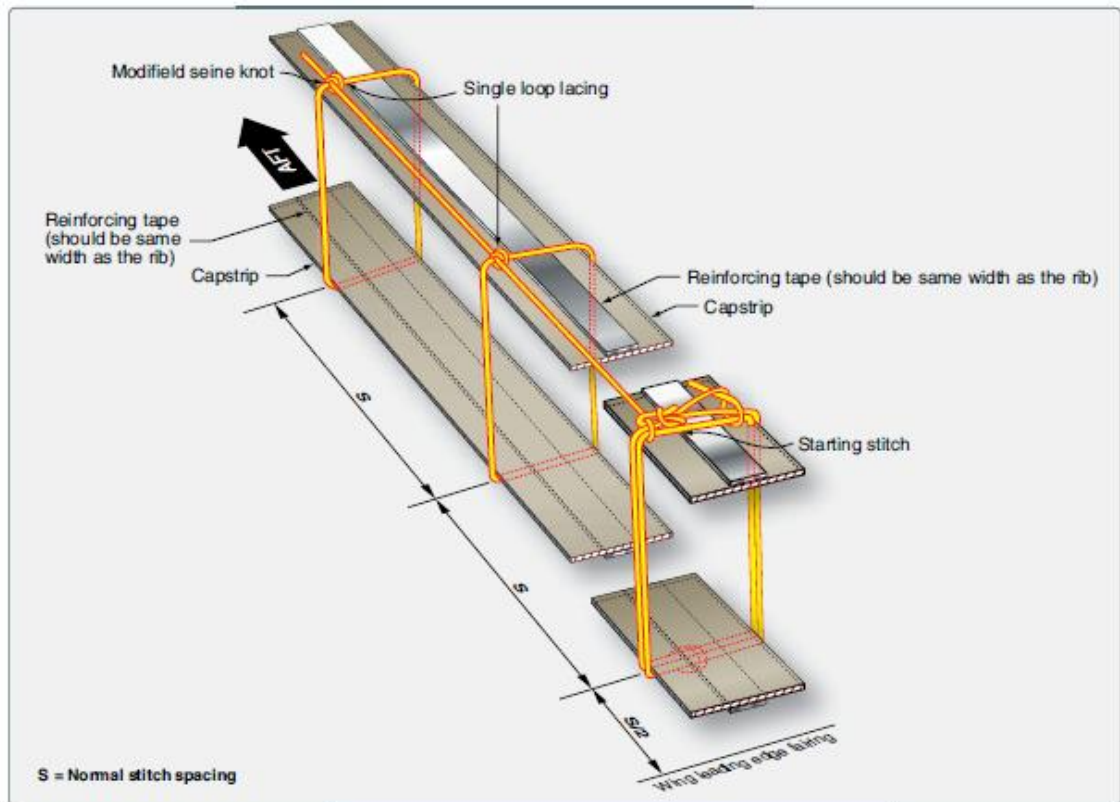 Modifield seine knot
Single loop lacing
AFT
Reinforcing tape
(should be same
width as the rib)
Capstrip
Reinforcing tape (should be same width as the rib)
Capstrip
S
Starting stitch
S
S/2
Wing leading edge fairing
S = Normal stitch spacing